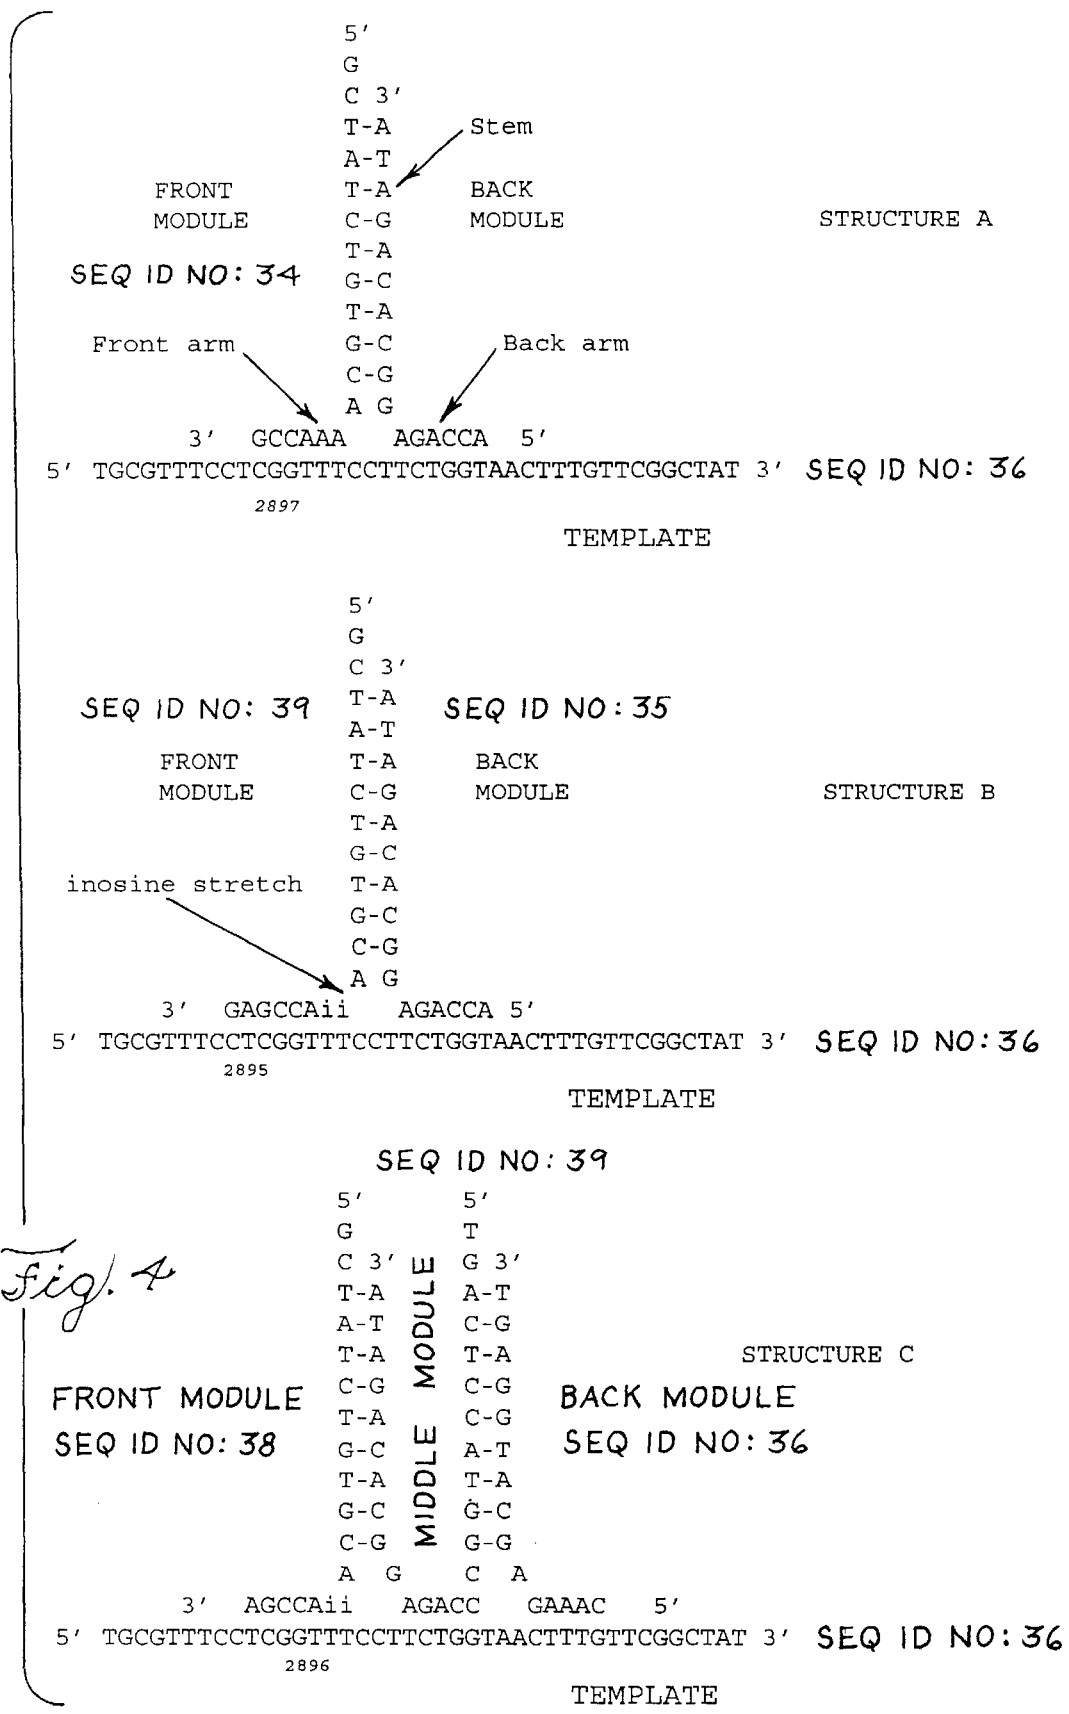 5'
G
C 3'
T-A
Stem
A-T
FRONT T-A BACK
MODULE C-G MODULE STRUCTURE A
T-A
SEQ ID NO: 34 G-C
T-A
Front arm G-C Back arm
C-G
A G
3' GCCAAA AGACCA 5'
5' TGCGTTTCCTCGGTTTCCTTCTGGTAACTTTGTTCGGCTAT 3' SEQ ID NO: 36
2897
TEMPLATE
5'
G
C 3'
SEQ ID NO: 39 T-A SEQ ID NO: 35
A-T
FRONT T-A BACK
MODULE C-G MODULE STRUCTURE B
T-A
G-C
inosine stretch T-A
G-C
C-G
A G
3' GAGCCAii AGACCA 5'
5' TGCGTTTCCTCGGTTTCCTTCTGGTAACTTTGTTCGGCTAT 3' SEQ ID NO: 36
2895
TEMPLATE
SEQ ID NO: 39
5' 5'
G T
C 3' G 3'
T-A A-T
A-T C-G
T-A T-A STRUCTURE C
C-G C-G
T-A C-G
G-C A-T
T-A T-A
G-C G-C
C-G G-G
A G C A
MIDDLE MODULE
FRONT MODULE
SEQ ID NO: 38
BACK MODULE
SEQ ID NO: 36
Fig. 4
3' AGCCAii AGACC GAAAC 5'
5' TGCGTTTCCTCGGTTTCCTTCTGGTAACTTTGTTCGGCTAT 3' SEQ ID NO: 36
2896
TEMPLATE